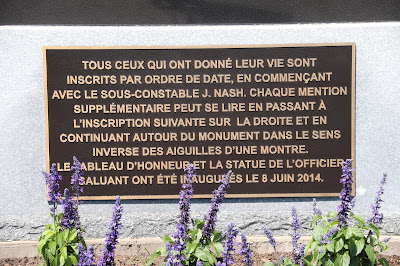 TOUS CEUX QUI ONT DONNÉ LEUR VIE SONT
INSCRITS PAR ORDRE DE DATE, EN COMMENÇANT
AVEC LE SOUS-CONSTABLE J. NASH. CHAQUE MENTION
SUPPLÉMENTAIRE PEUT SE LIRE EN PASSANT À
L'INSCRIPTION SUIVANTE SUR LA DROITE ET EN
CONTINUANT AUTOUR DU MONUMENT DANS LE SENS
INVERSE DES AIGUILLES D'UNE MONTRE.
LE TABLEAU D'HONNEUR ET LA STATUE DE L'OFFICIER
SALUANT ONT ÉTÉ INAUGURÉS LE 8 JUIN 2014.